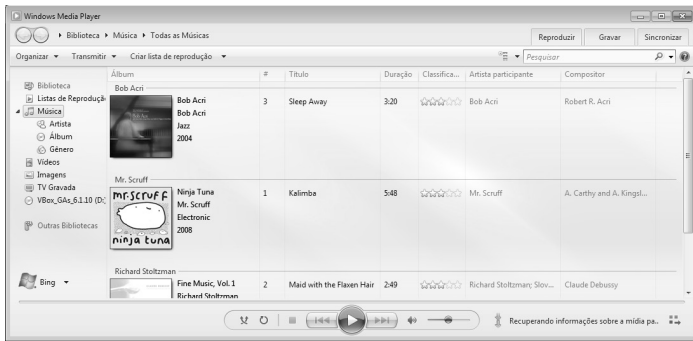 Windows Media Player
Biblioteca Música Todas as Músicas
Reproduzir Gravar Sincronizar
Organizar Transmitir Criar lista de reprodução Pesquisar
Álbum # Título Duração Classifica... Artista participante Compositor
Biblioteca
Listas de Reproduçã
Música
Artista
Álbum
Gênero
Vídeos
Imagens
TV Gravada
VBox_GAs_6.1.10 (D:
Outras Bibliotecas
Bing
Bob Acri
Bob Acri 3 Sleep Away 3:20 Bob Acri Robert R. Acri
Bob Acri
Jazz
2004
Mr. Scruff
mr.scruff
ninja tuna
Ninja Tuna 1 Kalimba 5:48 Mr. Scruff A. Carthy and A. Kingsl...
Mr. Scruff
Electronic
2008
Richard Stoltzman
Fine Music, Vol. 1 2 Maid with the Flaxen Hair 2:49 Richard Stoltzman; Slov... Claude Debussy
Richard Stoltzman
Recuperando informações sobre a mídia pa..